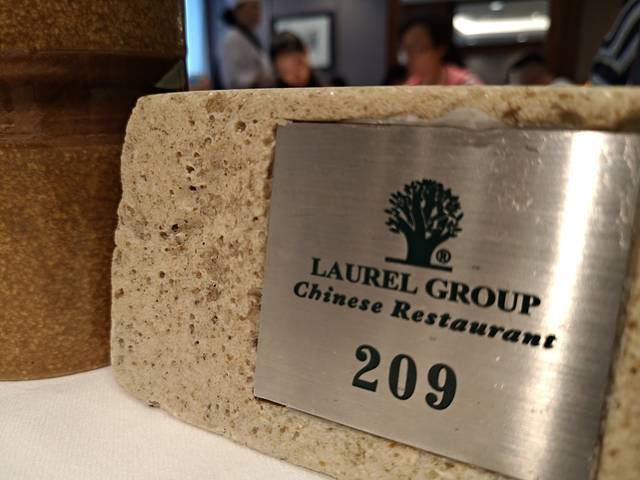 ®
LAUREL GROUP
Chinese Restaurant
209